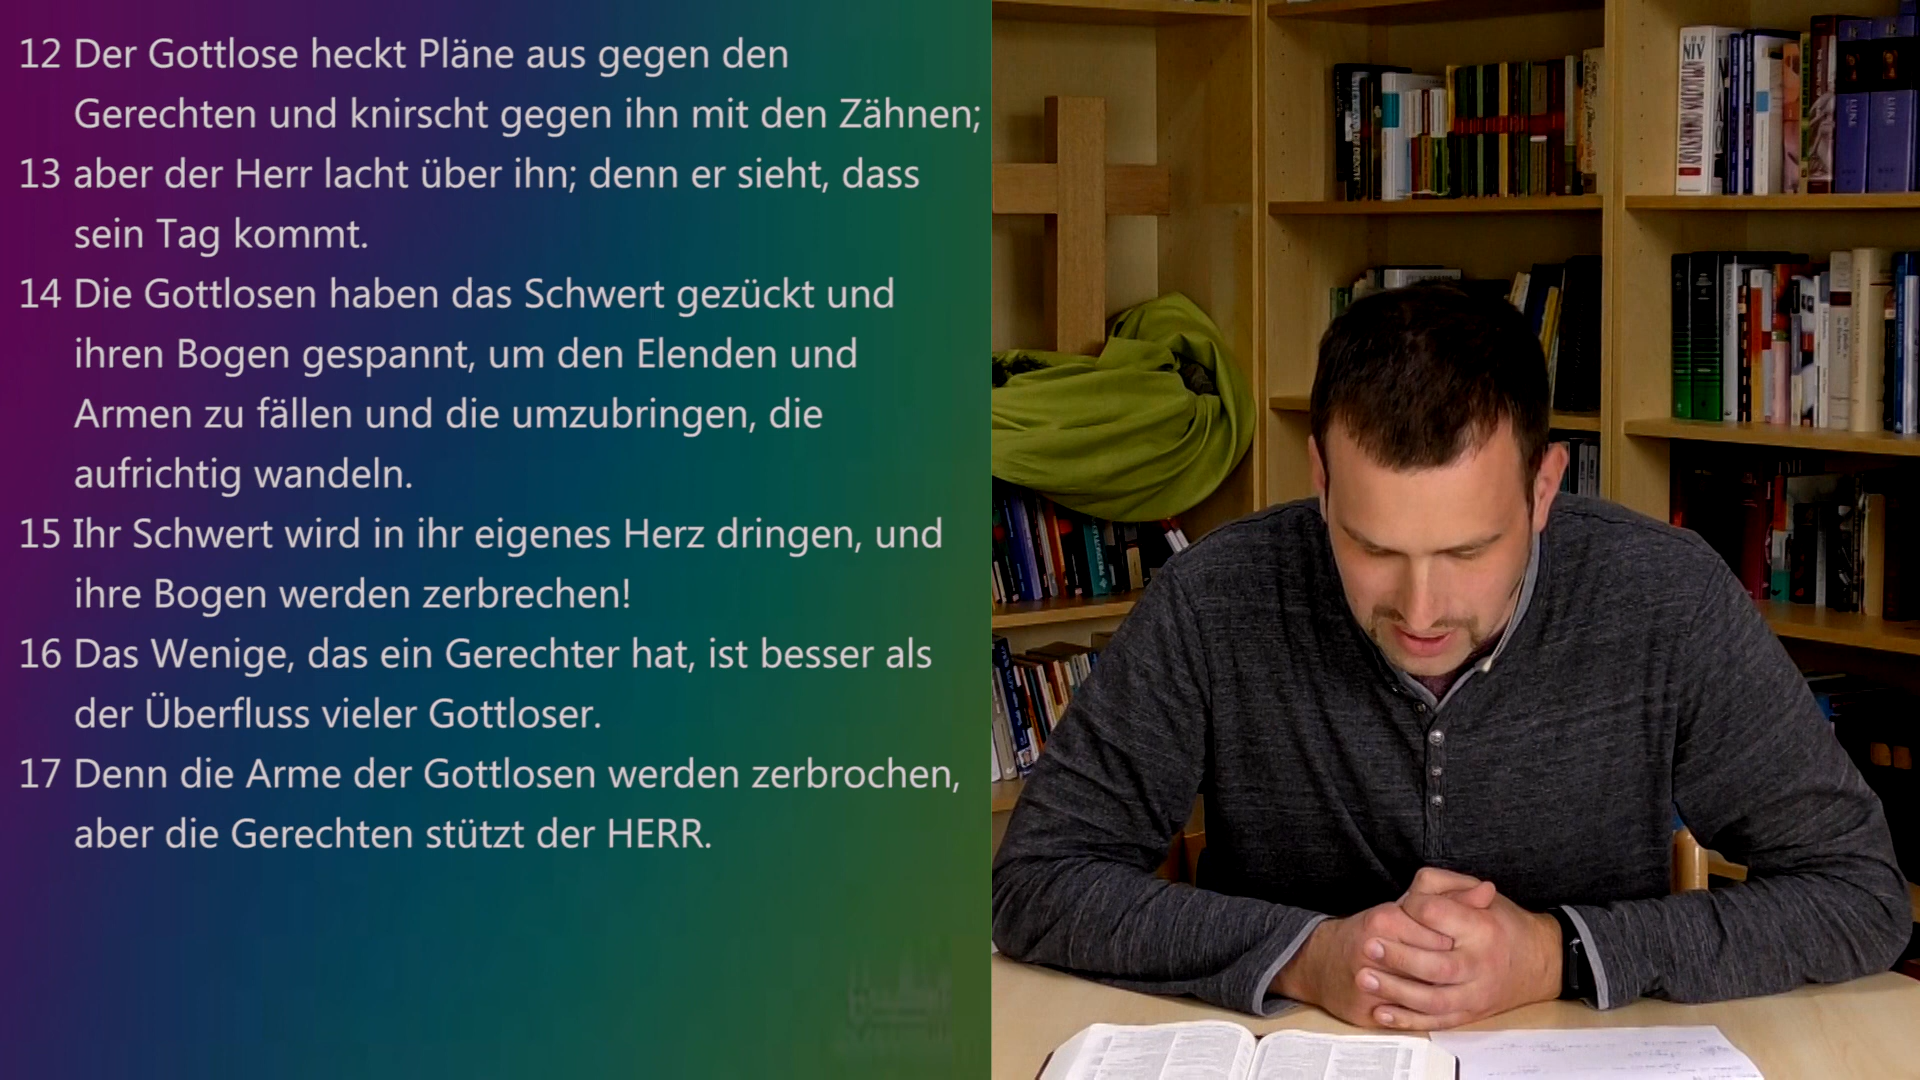 12 Der Gottlose heckt Pläne aus gegen den
Gerechten und knirscht gegen ihn mit den Zähnen;
13 aber der Herr lacht über ihn; denn er sieht, dass
sein Tag kommt.
14 Die Gottlosen haben das Schwert gezückt und
ihren Bogen gespannt, um den Elenden und
Armen zu fällen und die umzubringen, die
aufrichtig wandeln.
15 Ihr Schwert wird in ihr eigenes Herz dringen, und
ihre Bogen werden zerbrechen!
16 Das Wenige, das ein Gerechter hat, ist besser als
der Überfluss vieler Gottloser.
17 Denn die Arme der Gottlosen werden zerbrochen,
aber die Gerechten stützt der HERR.
NIV
LUKE
LUKE